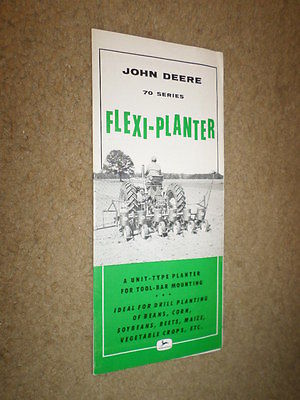 JOHN DEERE
70 SERIES
FLEXI-PLANTER
A UNIT-TYPE PLANTER
FOR TOOL-BAR MOUNTING
• • •
IDEAL FOR DRILL PLANTING
OF BEANS, CORN,
SOYBEANS, BEETS, MAIZE,
VEGETABLE CROPS, ETC.